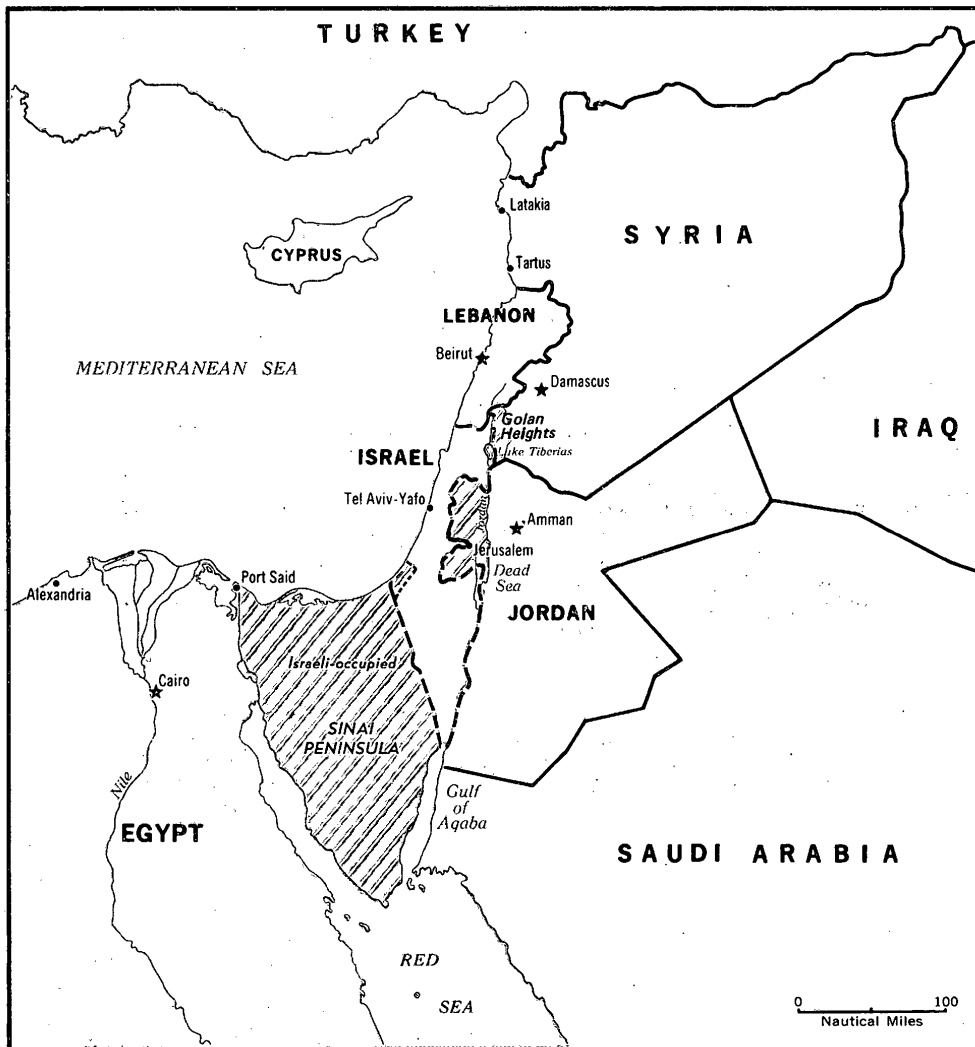 TURKEY
Latakia
SYRIA
CYPRUS
Tartus
LEBANON
Beirut
MEDITERRANEAN SEA
Damascus
Golan
Heights
IRAQ
Lake Tiberias
ISRAEL
Tel Aviv-Yafo
Amman
Jerusalem
Dead
Sea
Port Said
Alexandria
JORDAN
Israeli-occupied
Cairo
SINAI
PENINSULA
Nile
Gulf
of
Aqaba
EGYPT
SAUDI ARABIA
RED
SEA
0 100
Nautical Miles